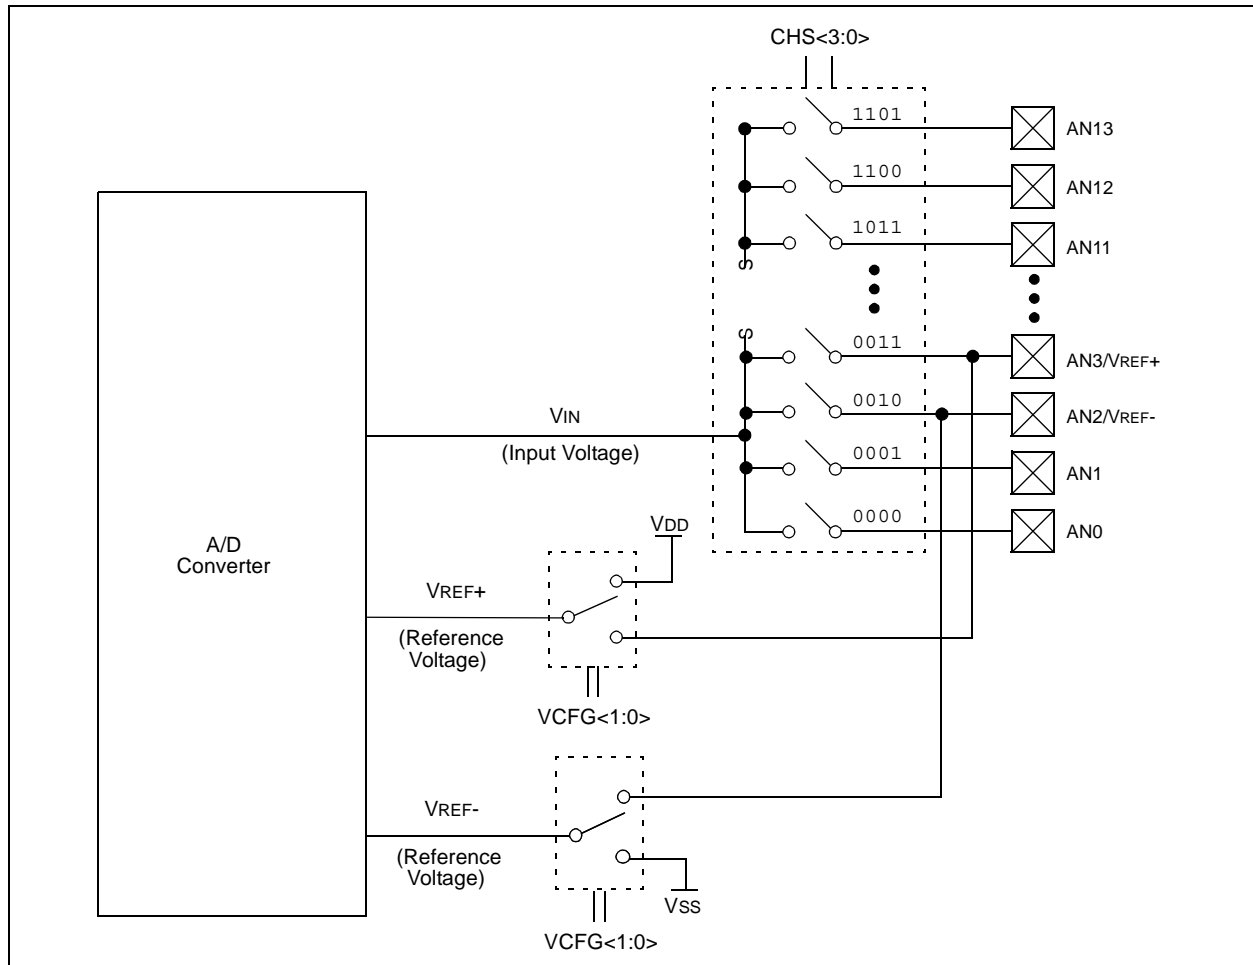 CHS<3:0>
1101
AN13
1100
AN12
1011
AN11
0011
AN3/VREF+
0010
AN2/VREF-
VIN
(Input Voltage)
0001
AN1
0000
AN0
VDD
A/D
Converter
VREF+
(Reference
Voltage)
VCFG<1:0>
VREF-
(Reference
Voltage)
VSS
VCFG<1:0>